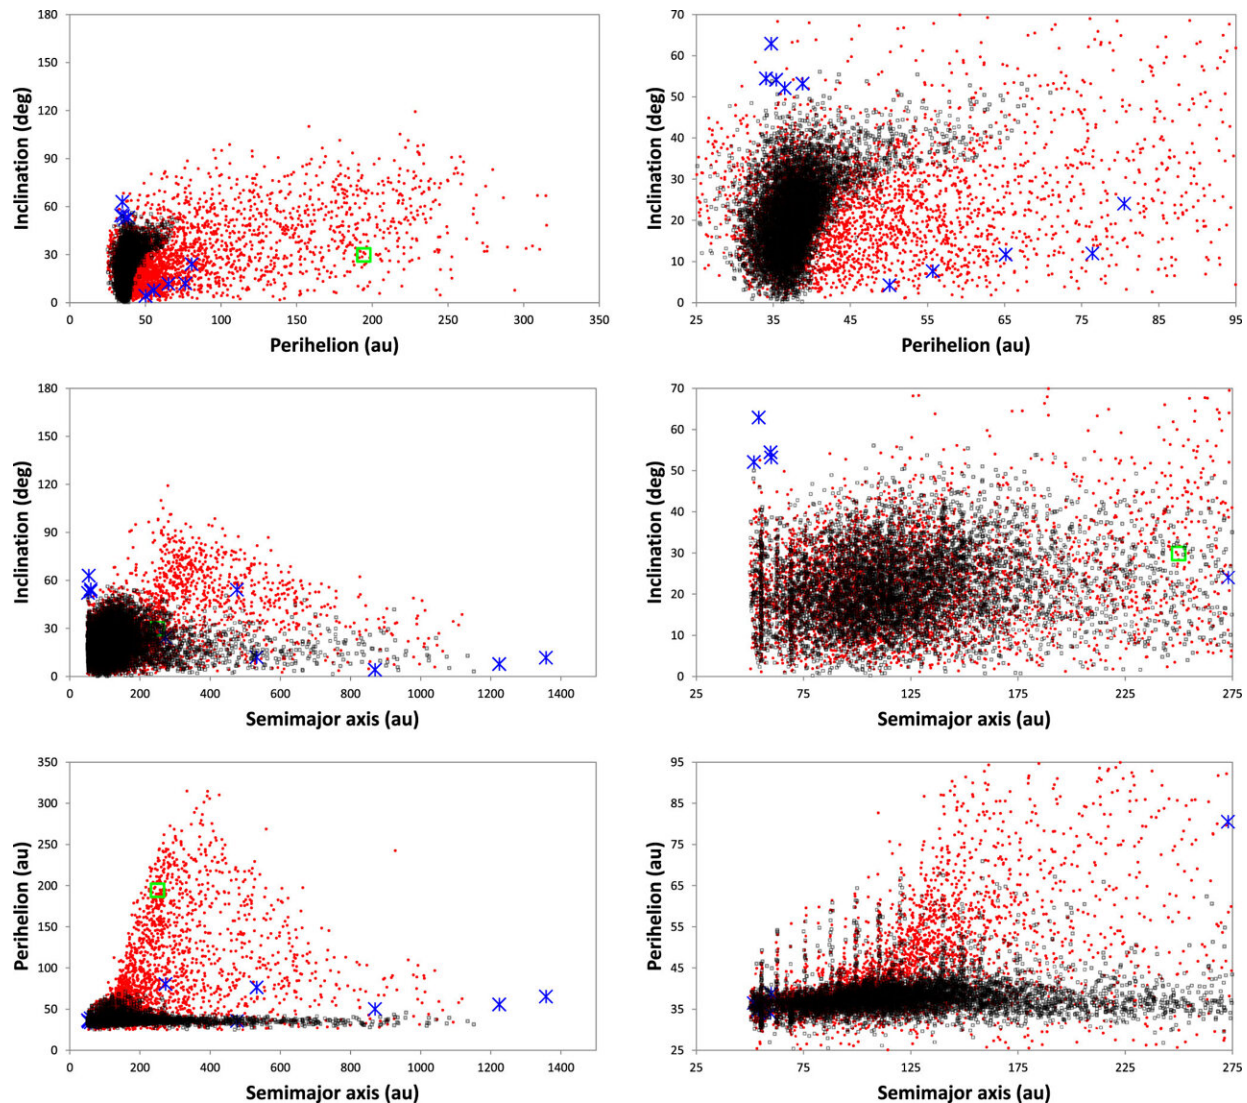 180
150
120
90
60
30
0
Inclination (deg)
0 50 100 150 200 250 300 350
Perihelion (au)
70
60
50
40
30
20
10
0
Inclination (deg)
25 35 45 55 65 75 85 95
Perihelion (au)
180
150
120
90
60
30
0
Inclination (deg)
0 200 400 600 800 1000 1200 1400
Semimajor axis (au)
70
60
50
40
30
20
10
0
Inclination (deg)
25 75 125 175 225 275
Semimajor axis (au)
350
300
250
200
150
100
50
0
Perihelion (au)
0 200 400 600 800 1000 1200 1400
Semimajor axis (au)
95
85
75
65
55
45
35
25
Perihelion (au)
25 75 125 175 225 275
Semimajor axis (au)